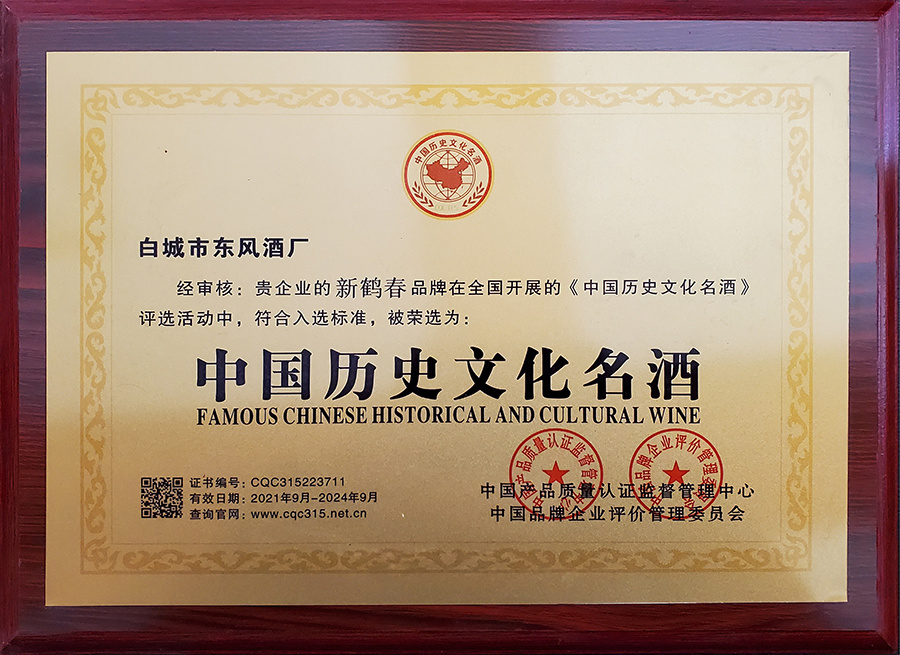 中国历史文化名酒
白城市东风酒厂
经审核：贵企业的新鹤春品牌在全国开展的《中国历史文化名酒》
评选活动中，符合入选标准，被荣选为：
中国历史文化名酒
FAMOUS CHINESE HISTORICAL AND CULTURAL WINE
证书编号：CQC315223711
有效日期：2021年9月-2024年9月
查询官网：www.cqc315.net.cn
中国产品质量认证监督管理中心
中国品牌企业评价管理委员会